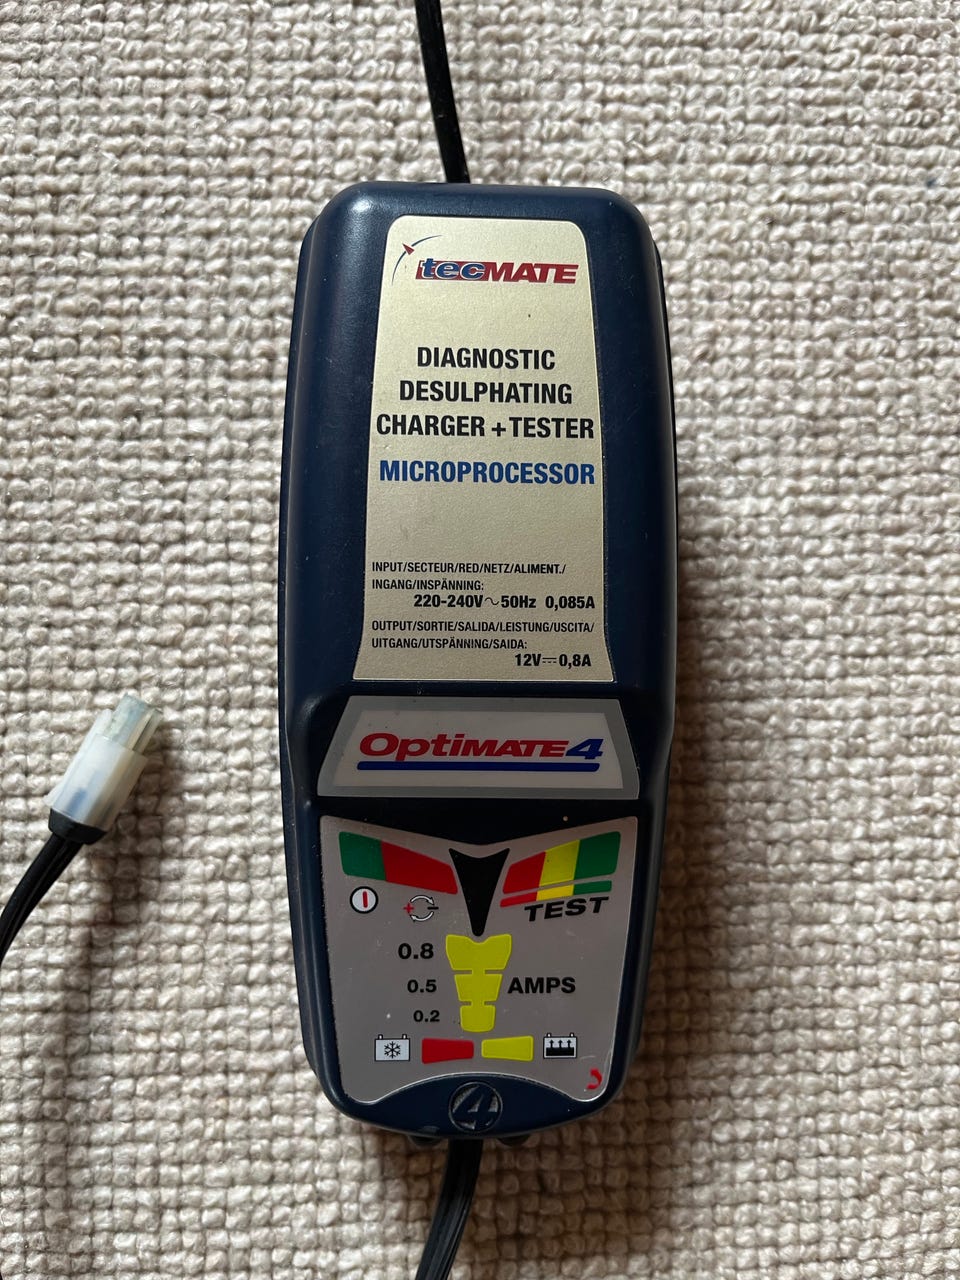 tecMATE
DIAGNOSTIC
DESULPHATING
CHARGER + TESTER
MICROPROCESSOR
INPUT/SECTEUR/RED/NETZ/ALIMENT./
INGANG/INSPÄNNING:
220-240V~50Hz 0,085A
OUTPUT/SORTIE/SALIDA/LEISTUNG/USCITA/
UITGANG/UTSPÄNNING/SAIDA:
12V⎓0,8A
OptiMATE4
TEST
0.8
0.5 AMPS
0.2
4